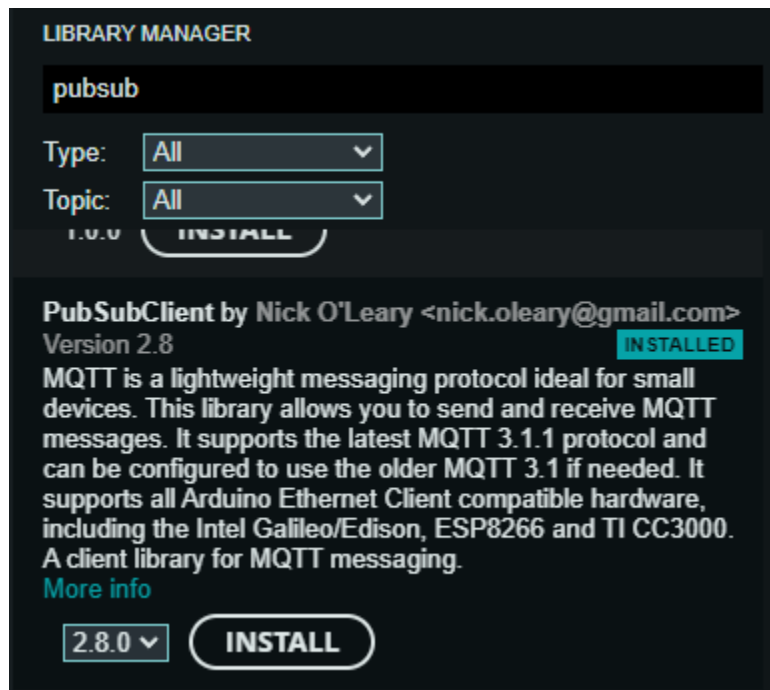 LIBRARY MANAGER
pubsub
Type: All
Topic: All
1.0.0 INSTALL
PubSubClient by Nick O'Leary <nick.oleary@gmail.com>
Version 2.8 INSTALLED
MQTT is a lightweight messaging protocol ideal for small
devices. This library allows you to send and receive MQTT
messages. It supports the latest MQTT 3.1.1 protocol and
can be configured to use the older MQTT 3.1 if needed. It
supports all Arduino Ethernet Client compatible hardware,
including the Intel Galileo/Edison, ESP8266 and TI CC3000.
A client library for MQTT messaging.
More info
2.8.0 INSTALL